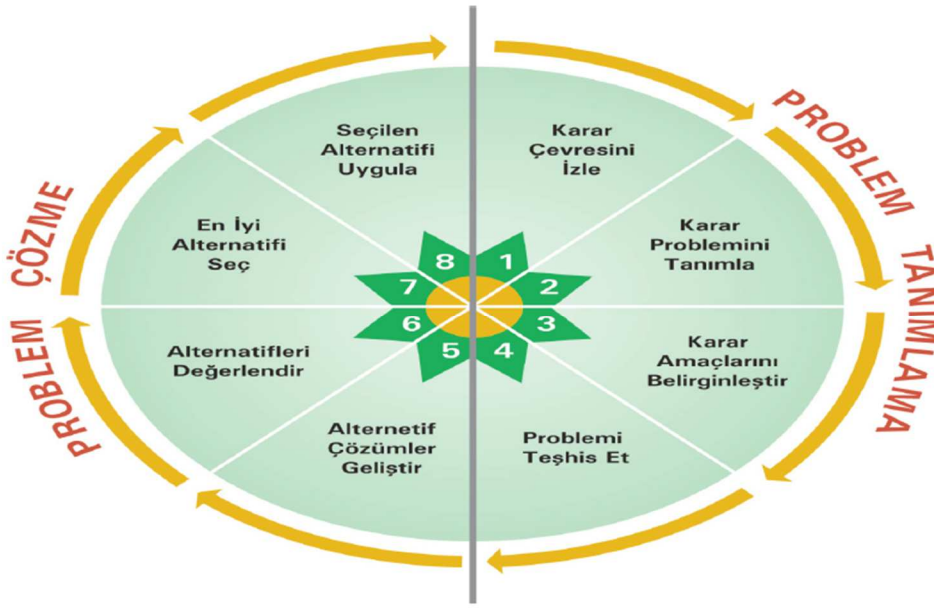 PROBLEM TANIMLAMA
1
Karar
Çevresini
İzle
2
Karar
Problemini
Tanımla
3
Karar
Amaçlarını
Belirginleştir
4
Problemi
Teşhis Et
PROBLEM ÇÖZME
5
Alternetif
Çözümler
Geliştir
6
Alternatifleri
Değerlendir
7
En İyi
Alternatifi
Seç
8
Seçilen
Alternatifi
Uygula